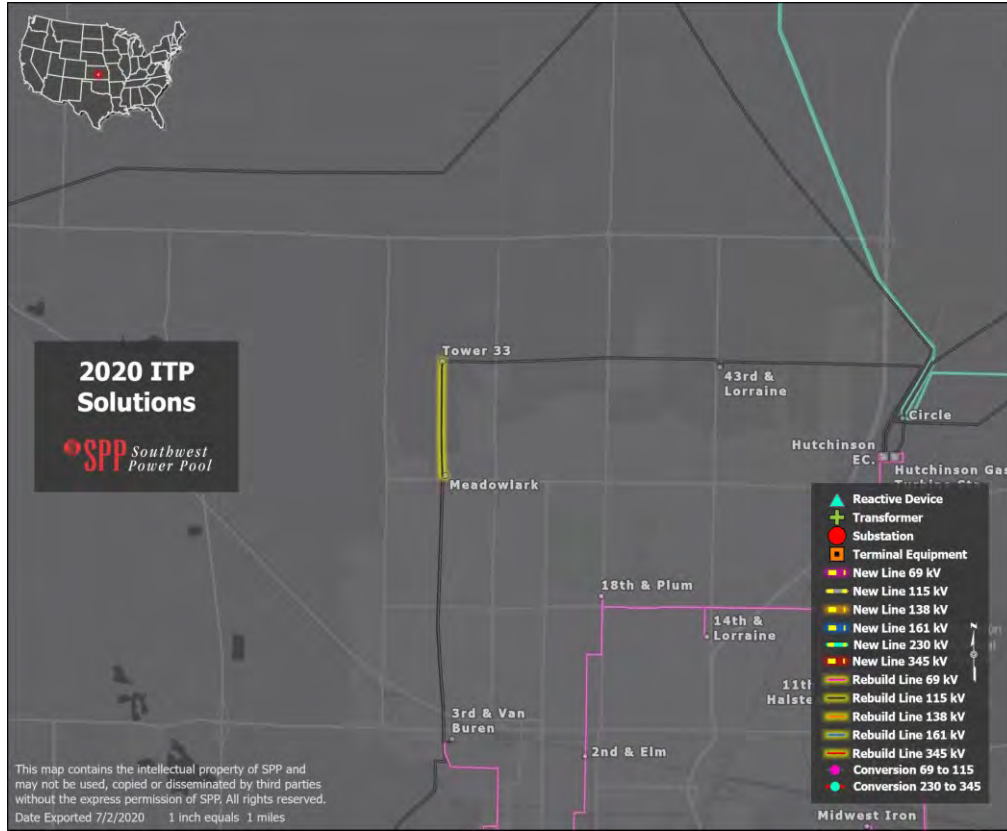 2020 ITP
Solutions
SPP Southwest
Power Pool
Tower 33
43rd &
Lorraine
Circle
Hutchinson
EC.
Hutchinson Gas
Meadowlark
18th & Plum
14th &
Lorraine
11th
Halste
3rd & Van
Buren
2nd & Elm
Midwest Iron
Reactive Device
Transformer
Substation
Terminal Equipment
New Line 69 kV
New Line 115 kV
New Line 138 kV
New Line 161 kV
New Line 230 kV
New Line 345 kV
Rebuild Line 69 kV
Rebuild Line 115 kV
Rebuild Line 138 kV
Rebuild Line 161 kV
Rebuild Line 345 kV
Conversion 69 to 115
Conversion 230 to 345
N
This map contains the intellectual property of SPP and
may not be used, copied or disseminated by third parties
without the express permission of SPP. All rights reserved.
Date Exported 7/2/2020 1 inch equals 1 miles